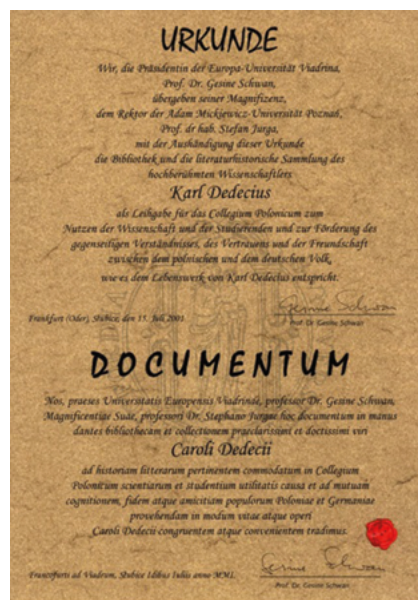 URKUNDE
Wir, die Präsidentin der Europa-Universität Viadrina,
Prof. Dr. Gesine Schwan,
übergeben seiner Magnifizenz,
dem Rektor der Adam Mickiewicz-Universität Poznań,
Prof. dr hab. Stefan Jurga,
mit der Aushändigung dieser Urkunde
die Bibliothek und die literaturhistorische Sammlung des
hochberühmten Wissenschaftlers
Karl Dedecius
als Leihgabe für das Collegium Polonicum zum
Nutzen der Wissenschaft und der Studierenden und zur Förderung des
gegenseitigen Verständnisses, des Vertrauens und der Freundschaft
zwischen dem polnischen und dem deutschen Volk,
wie es dem Lebenswerk von Karl Dedecius entspricht.
Gesine Schwan
Frankfurt (Oder), Słubice, den 15. Juli 2001
Prof. Dr. Gesine Schwan
DOCUMENTUM
Nos, praeses Universitatis Europensis Viadrinae, professor Dr. Gesine Schwan,
Magnificentiae Suae, professori Dr. Stephano Jurgae hoc documentum in manus
dantes bibliothecam et collectionem praeclarissimi et doctissimi viri
Caroli Dedecii
ad historiam litterarum pertinentem commodatum in Collegium
Polonicum scientiarum et studentium utilitatis causa et ad mutuam
cognitionem, fidem atque amicitiam populorum Poloniae et Germaniae
provehendam in modum vitae atque operi
Caroli Dedecii congruentem atque convenientem tradimus.
Gesine Schwan
Francofurti ad Viadrum, Słubice Idibus Iuliis anno MMI.
Prof. Dr. Gesine Schwan